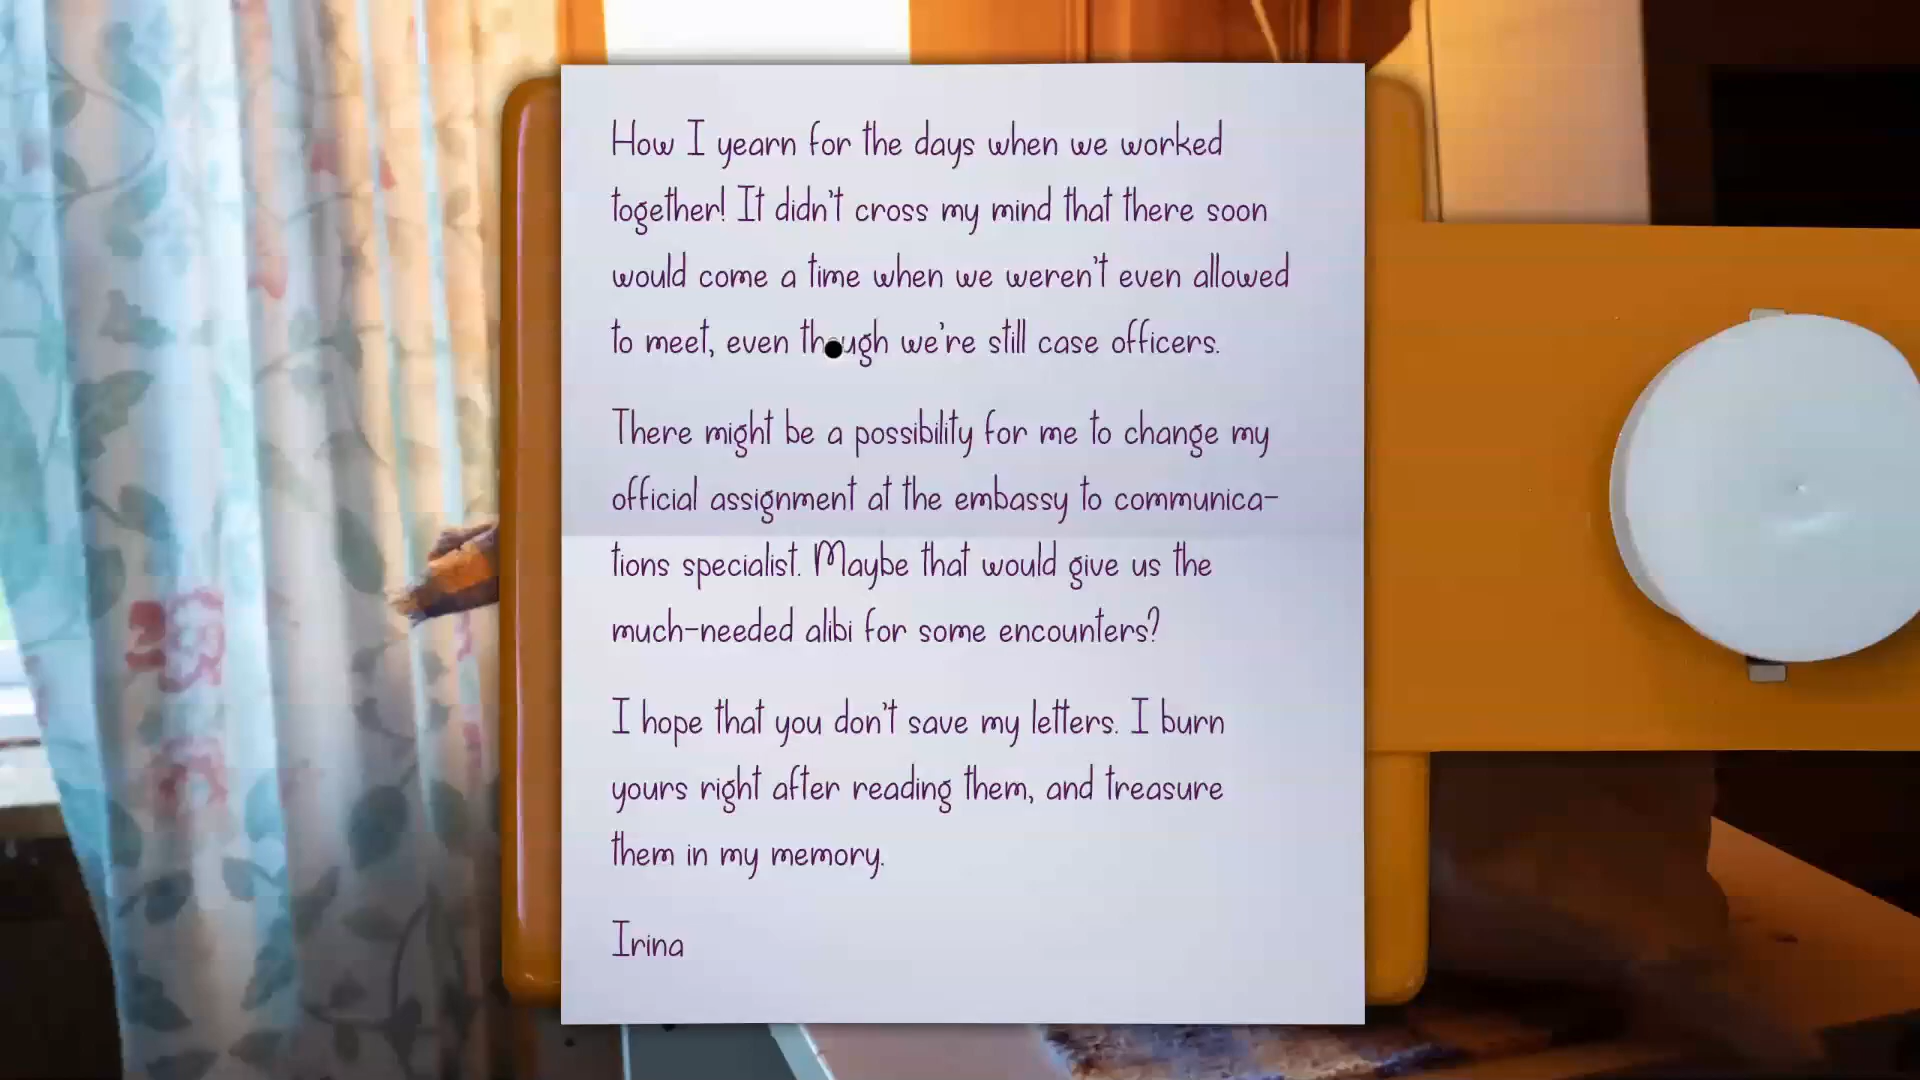 How I yearn for the days when we worked
together! It didn't cross my mind that there soon
would come a time when we weren't even allowed
to meet, even though we're still case officers.
There might be a possibility for me to change my
official assignment at the embassy to communica-
tions specialist. Maybe that would give us the
much-needed alibi for some encounters?
I hope that you don't save my letters. I burn
yours right after reading them, and treasure
them in my memory.
Irina